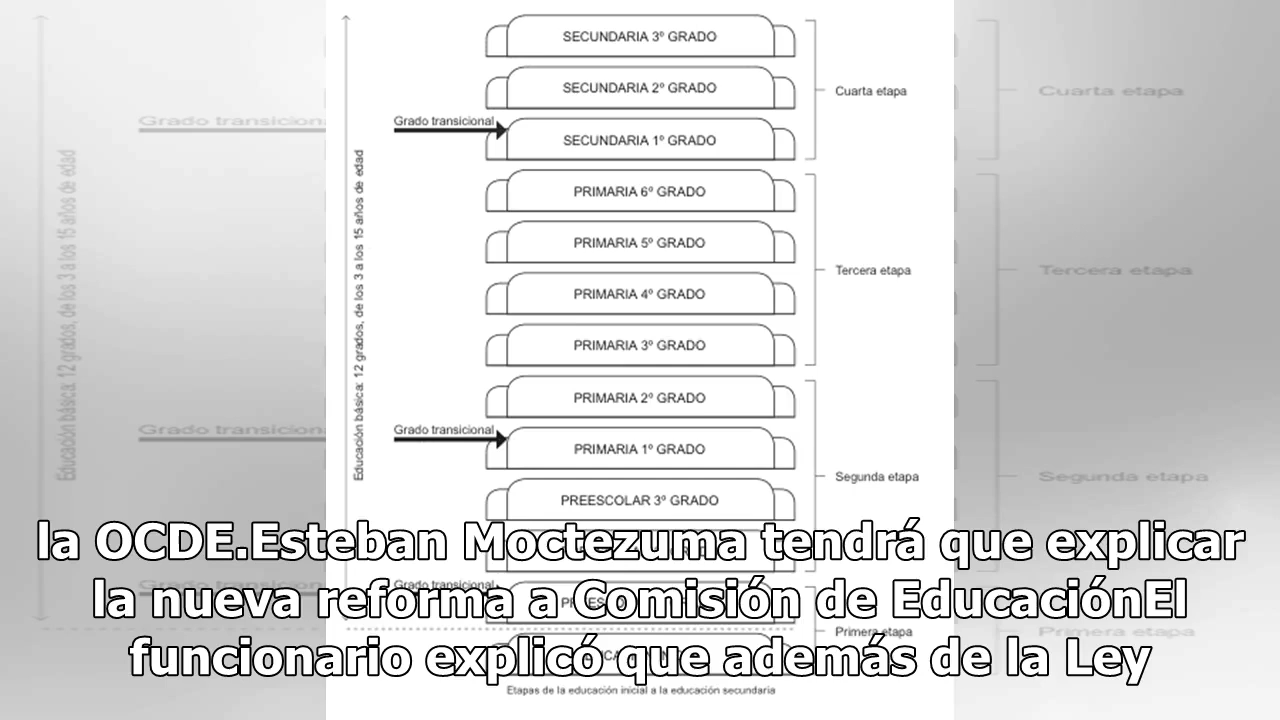 SECUNDARIA 3º GRADO
SECUNDARIA 2º GRADO
Cuarta etapa
Grado transicional
SECUNDARIA 1º GRADO
PRIMARIA 6º GRADO
PRIMARIA 5º GRADO
Tercera etapa
PRIMARIA 4º GRADO
PRIMARIA 3º GRADO
PRIMARIA 2º GRADO
Grado transicional
PRIMARIA 1º GRADO
Segunda etapa
PREESCOLAR 3º GRADO
Educación básica: 12 grados, de los 3 a los 15 años de edad
Grado transicional
Primera etapa
Etapas de la educación inicial a la educación secundaria
la OCDE.Esteban Moctezuma tendrá que explicar
la nueva reforma a Comisión de EducaciónEl
funcionario explicó que además de la Ley